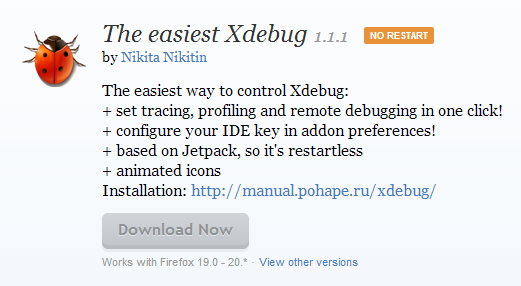 The easiest Xdebug 1.1.1 NO RESTART
by Nikita Nikitin
The easiest way to control Xdebug:
+ set tracing, profiling and remote debugging in one click!
+ configure your IDE key in addon preferences!
+ based on Jetpack, so it's restartless
+ animated icons
Installation: http://manual.pohape.ru/xdebug/
Download Now
Works with Firefox 19.0 - 20.* · View other versions